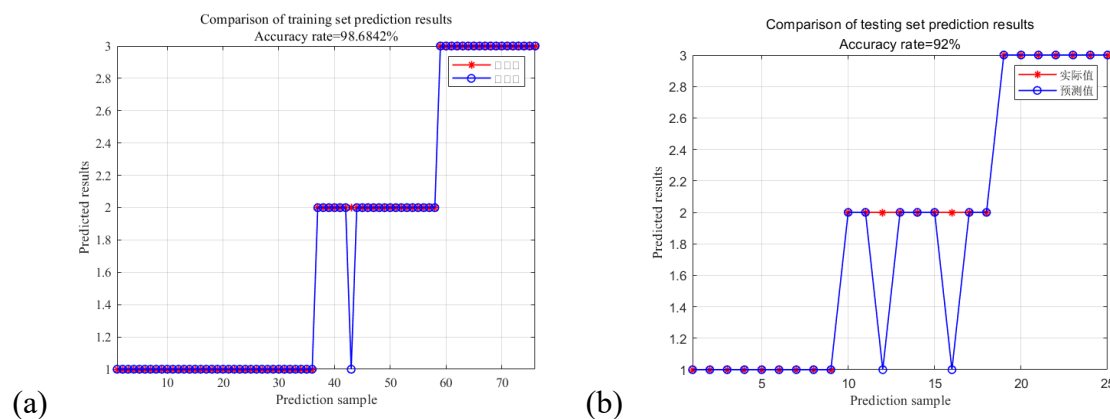 Comparison of training set prediction results
Accuracy rate=98.6842%
3
2.8
2.6
2.4
2.2
2
1.8
1.6
1.4
1.2
1
Predicted results
10
20
30
40
50
60
70
Prediction sample
(a)
Comparison of testing set prediction results
Accuracy rate=92%
实际值
预测值
3
2.8
2.6
2.4
2.2
2
1.8
1.6
1.4
1.2
1
Predicted results
5
10
15
20
25
Prediction sample
(b)